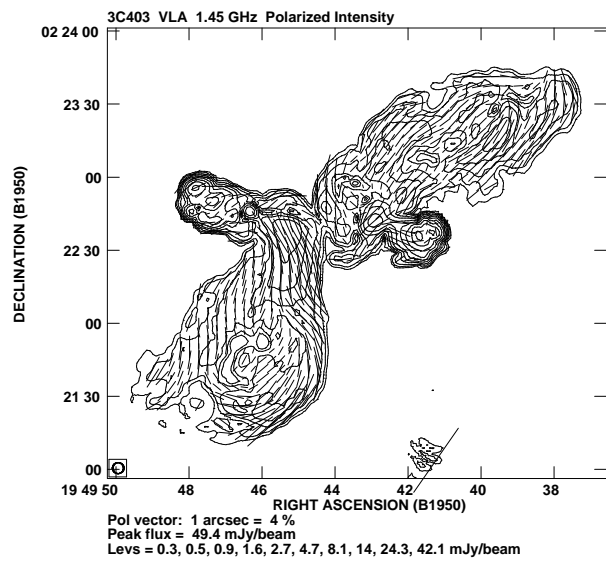 3C403 VLA 1.45 GHz Polarized Intensity
02 24 00
23 30
00
22 30
00
21 30
00
DECLINATION (B1950)
19 49 50 48 46 44 42 40 38
RIGHT ASCENSION (B1950)
Pol vector: 1 arcsec = 4 %
Peak flux = 49.4 mJy/beam
Levs = 0.3, 0.5, 0.9, 1.6, 2.7, 4.7, 8.1, 14, 24.3, 42.1 mJy/beam